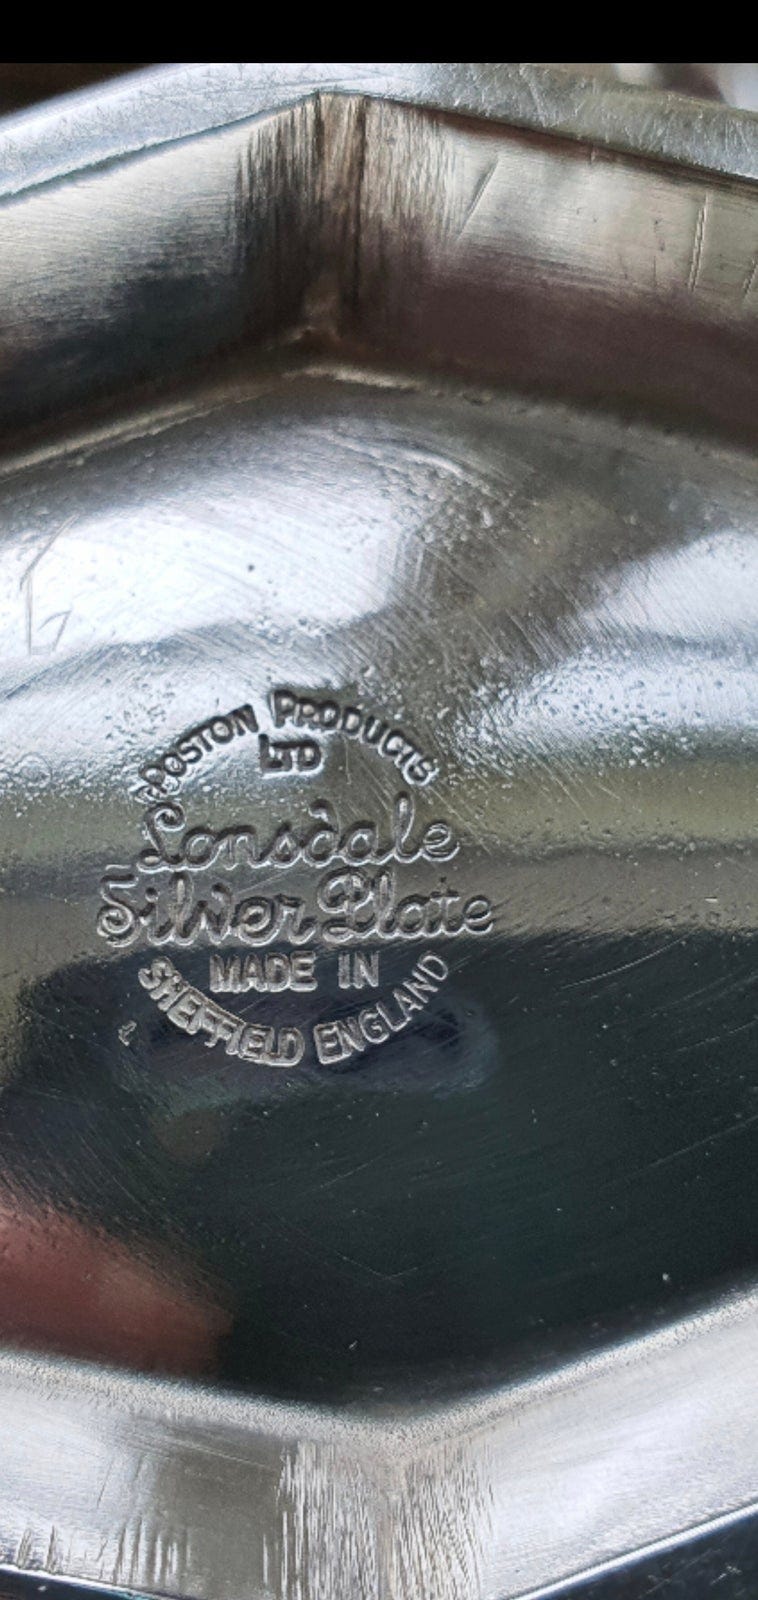 POSTON PRODUCTS
LTD
Lonsdale
Silver Plate
MADE IN
SHEFFIELD ENGLAND